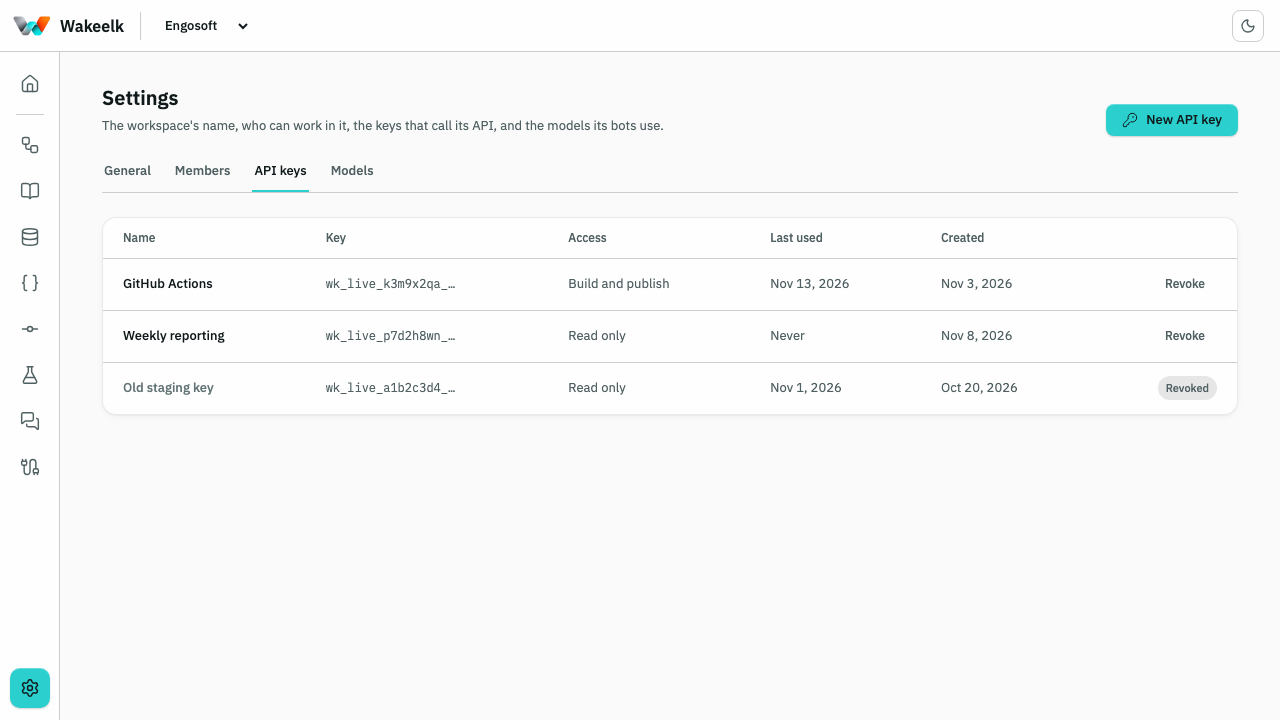 Wakeelk
Engosoft
Settings
The workspace's name, who can work in it, the keys that call its API, and the models its bots use.
New API key
General Members API keys Models
Name Key Access Last used Created
GitHub Actions wk_live_k3m9x2qa_… Build and publish Nov 13, 2026 Nov 3, 2026 Revoke
Weekly reporting wk_live_p7d2h8wn_… Read only Never Nov 8, 2026 Revoke
Old staging key wk_live_a1b2c3d4_… Read only Nov 1, 2026 Oct 20, 2026 Revoked